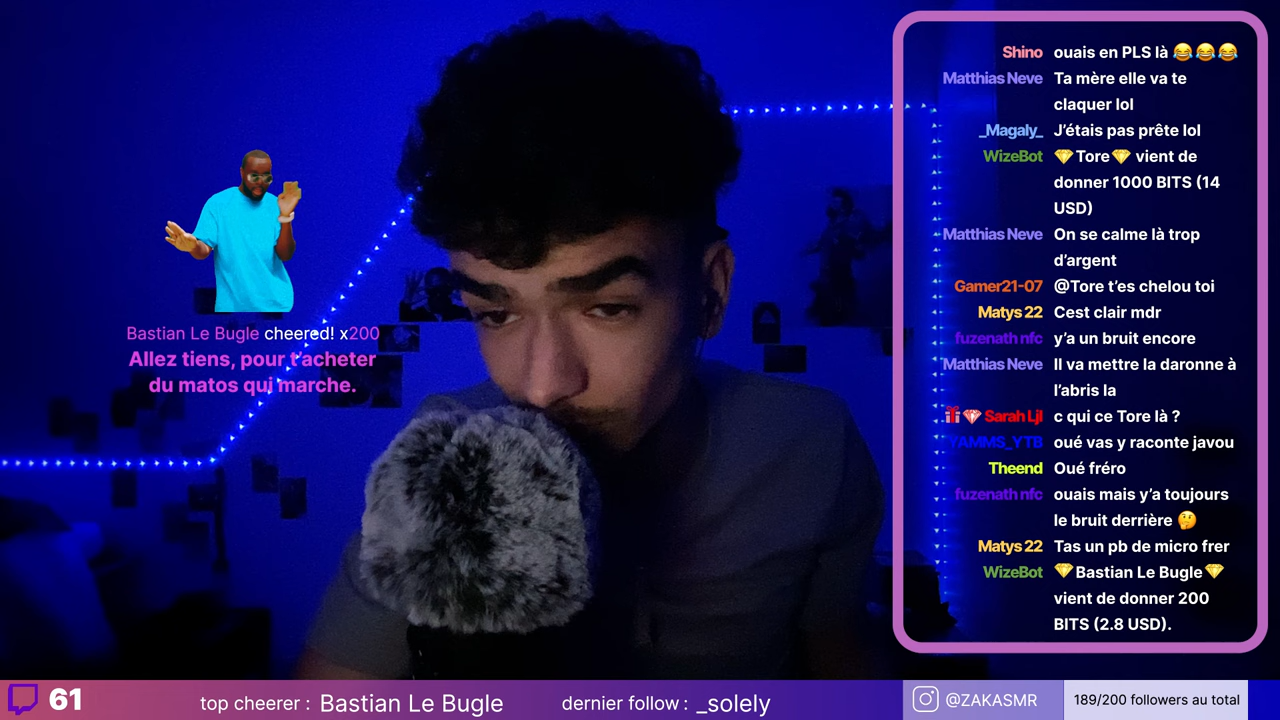 Bastian Le Bugle cheered! x200
Allez tiens, pour t'acheter
du matos qui marche.
Shino ouais en PLS là 😂😂😂
Matthias Neve Ta mère elle va te
claquer lol
_Magaly_ J'étais pas prête lol
WizeBot 💎Tore💎 vient de
donner 1000 BITS (14
USD)
Matthias Neve On se calme là trop
d'argent
Gamer21-07 @Tore t'es chelou toi
Matys 22 Cest clair mdr
fuzenath nfc y'a un bruit encore
Matthias Neve Il va mettre la daronne à
l'abris la
Sarah Ljl c qui ce Tore là ?
YAMMS_YTB oué vas y raconte javou
Theend Oué fréro
fuzenath nfc ouais mais y'a toujours
le bruit derrière 🤔
Matys 22 Tas un pb de micro frer
WizeBot 💎Bastian Le Bugle💎
vient de donner 200
BITS (2.8 USD).
61 top cheerer : Bastian Le Bugle dernier follow : _solely @ZAKASMR 189/200 followers au total